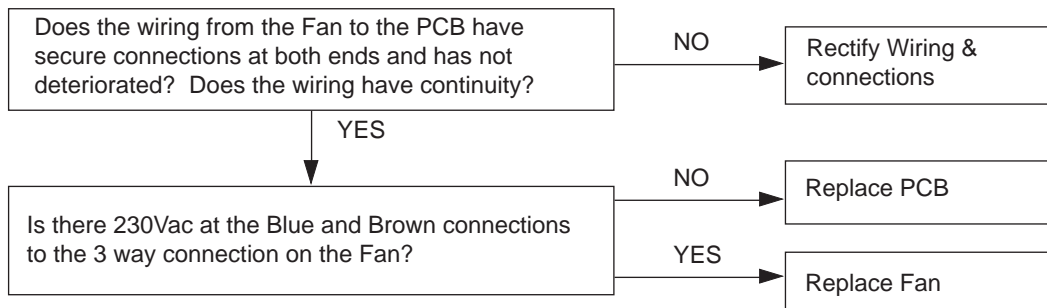 Does the wiring from the Fan to the PCB have
secure connections at both ends and has not
deteriorated?  Does the wiring have continuity?
NO
Rectify Wiring &
connections
YES
Is there 230Vac at the Blue and Brown connections
to the 3 way connection on the Fan?
NO
Replace PCB
YES
Replace Fan